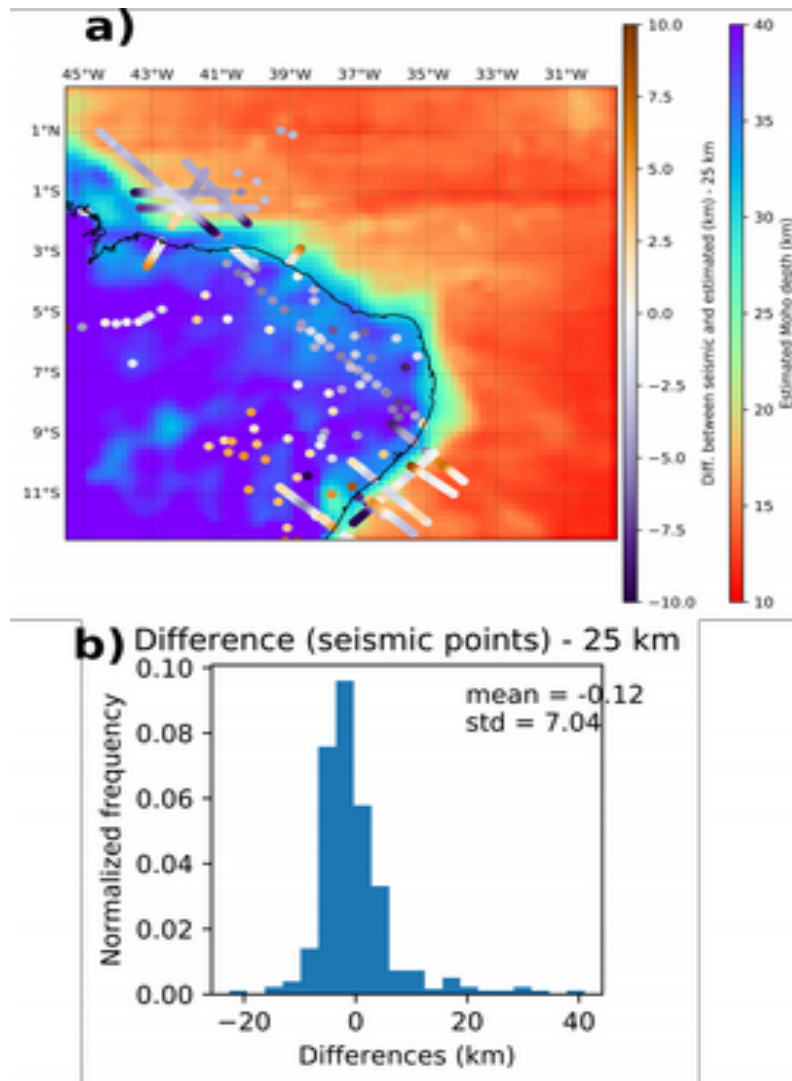 a)
45°W 43°W 41°W 39°W 37°W 35°W 33°W 31°W
1°N
1°S
3°S
5°S
7°S
9°S
11°S
10.0
7.5
5.0
2.5
0.0
−2.5
−5.0
−7.5
−10.0
Diff. between seismic and estimated (km) - 25 km
40
35
30
25
20
15
10
Estimated Moho depth (km)
b) Difference (seismic points) - 25 km
mean = -0.12
std = 7.04
Normalized frequency
0.10
0.08
0.06
0.04
0.02
0.00
−20 0 20 40
Differences (km)